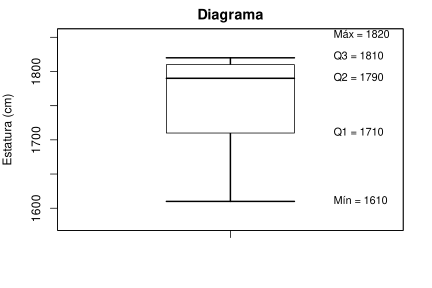 Diagrama
Estatura (cm)
1800
1700
1600
Máx = 1820
Q3 = 1810
Q2 = 1790
Q1 = 1710
Mín = 1610